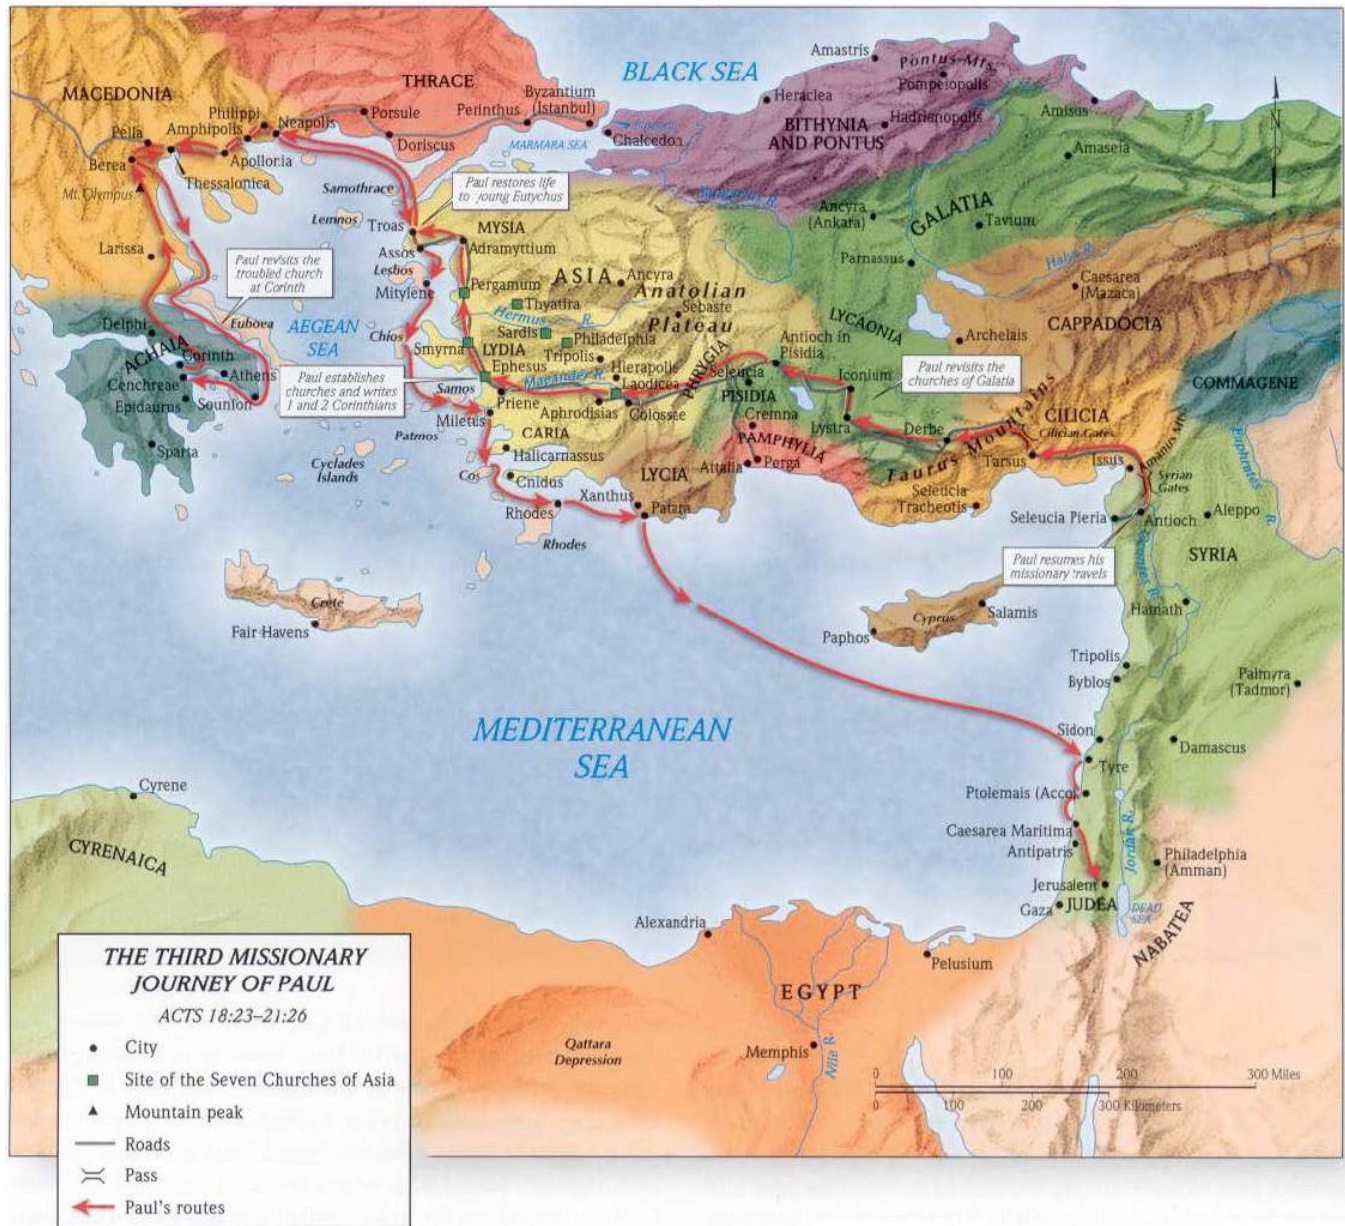 BLACK SEA
Amastris
Pontus Mts.
Pompeiopolis
THRACE
MACEDONIA
Byzantium
(Istanbul)
Heraclea
Amisus
Philippi
Porsule
Perinthus
Hadrianopolis
Neapolis
Pella
Amphipolis
BITHYNIA
AND PONTUS
Chalcedon
Doriscus
MARMARA SEA
Berea
Apollonia
Amaseia
Thessalonica
Mt. Olympus
Samothrace
Paul restores life
to young Eutychus
GALATIA
Ancyra
(Ankara)
Lemnos
Troas
MYSIA
Tavium
Larissa
Assos
Adramyttium
Parnassus
Halys R.
Paul revisits the
troubled church
at Corinth
Lesbos
ASIA
Ancyra
Mitylene
Pergamum
Anatolian
Plateau
Caesarea
(Mazaca)
Thyatira
Sebaste
Hermus
R.
LYCAONIA
CAPPADOCIA
Delphi
Euboea
AEGEAN
SEA
Chios
Sardis
Philadelphia
Antioch in
Pisidia
Archelais
ACHAIA
Smyrna
LYDIA
Tripolis
Corinth
Ephesus
Hierapolis
PHRYGIA
Paul revisits the
churches of Galatia
Cenchreae
Athens
Paul establishes
churches and writes
1 and 2 Corinthians
Samos
Maeander R.
Laodicea
Seleucia
Iconium
COMMAGENE
Epidaurus
Sounion
Priene
PISIDIA
Miletus
Aphrodisias
Colossee
Cremna
Lystra
Derbe
CILICIA
Cilician Gates
Patmos
CARIA
PAMPHYLIA
Taurus Mountains
Amanus Mts.
Sparta
Halicarnassus
Attalia
Perga
Tarsus
Issus
Euphrates
R.
Cyclades
Islands
Cos
Cnidus
LYCIA
Syrian
Gates
Xanthus
Seleucia
Tracheotis
Rhodes
Patara
Seleucia Pieria
Antioch
Aleppo
Rhodes
Paul resumes his
missionary travels
SYRIA
Orontes R.
Crete
Cyprus
Salamis
Hamath
Fair Havens
Paphos
Tripolis
Byblos
Palmyra
(Tadmor)
MEDITERRANEAN
SEA
Sidon
Damascus
Tyre
Cyrene
Ptolemais (Acco)
CYRENAICA
Caesarea Maritima
Antipatris
Jordan R.
Philadelphia
(Amman)
Jerusalem
Gaza
JUDEA
DEAD
SEA
NABATEA
Alexandria
Pelusium
EGYPT
Qattara
Depression
Memphis
Nile R.
0 100 200 300 Miles
0 100 200 300 Kilometers
THE THIRD MISSIONARY
JOURNEY OF PAUL
ACTS 18:23–21:26
City
Site of the Seven Churches of Asia
Mountain peak
Roads
Pass
Paul's routes